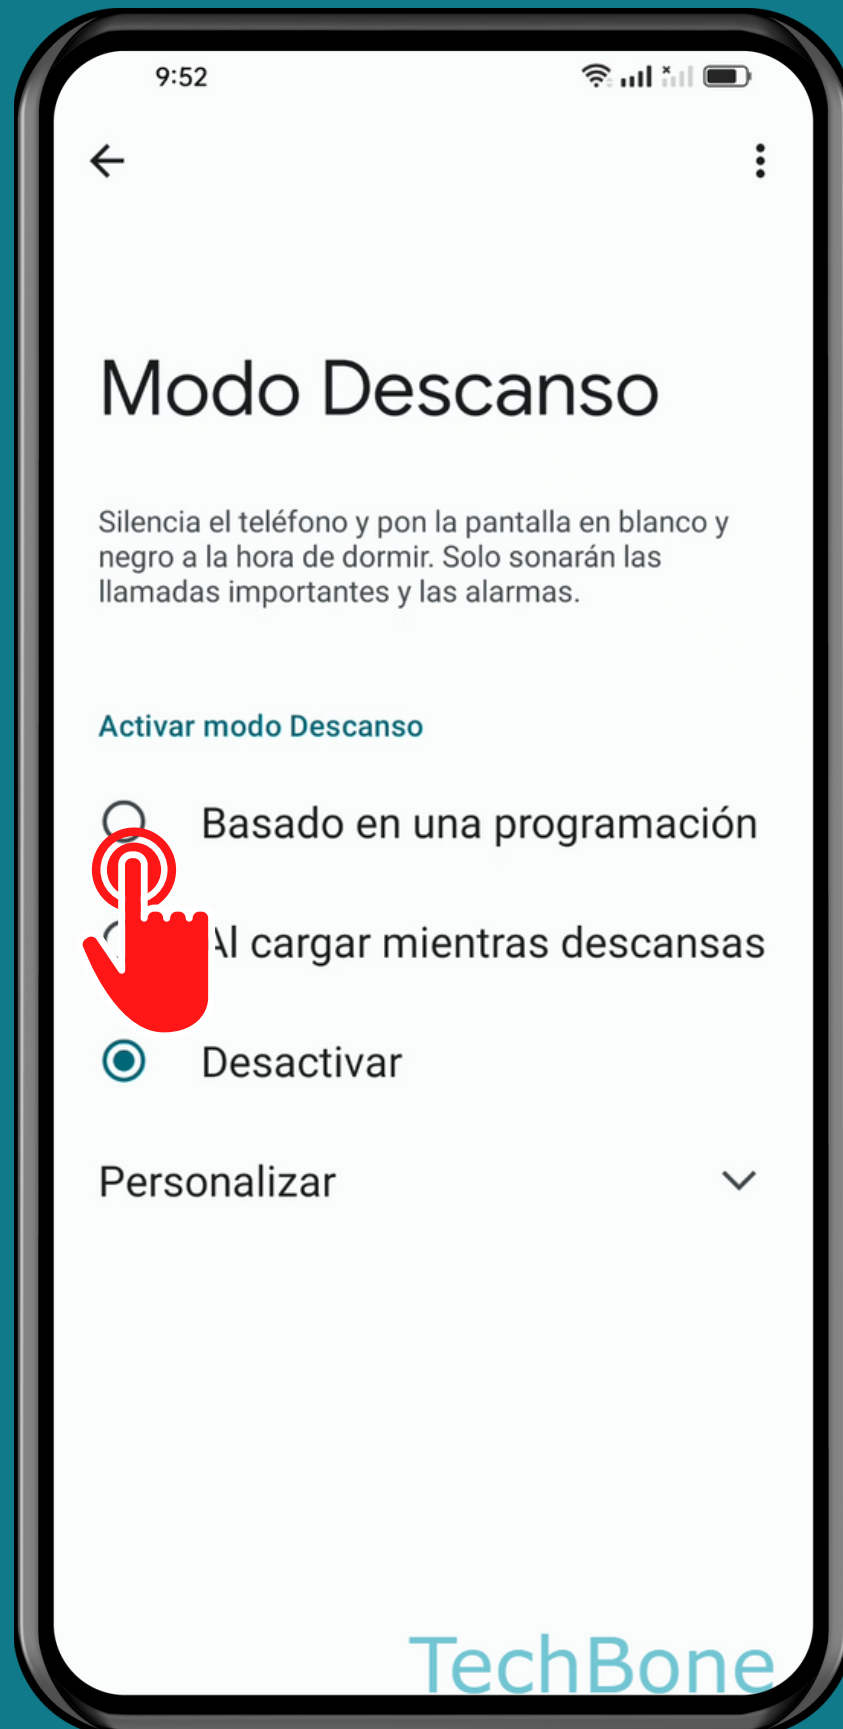 9:52
Modo Descanso
Silencia el teléfono y pon la pantalla en blanco y
negro a la hora de dormir. Solo sonarán las
llamadas importantes y las alarmas.
Activar modo Descanso
Basado en una programación
Al cargar mientras descansas
Desactivar
Personalizar
TechBone